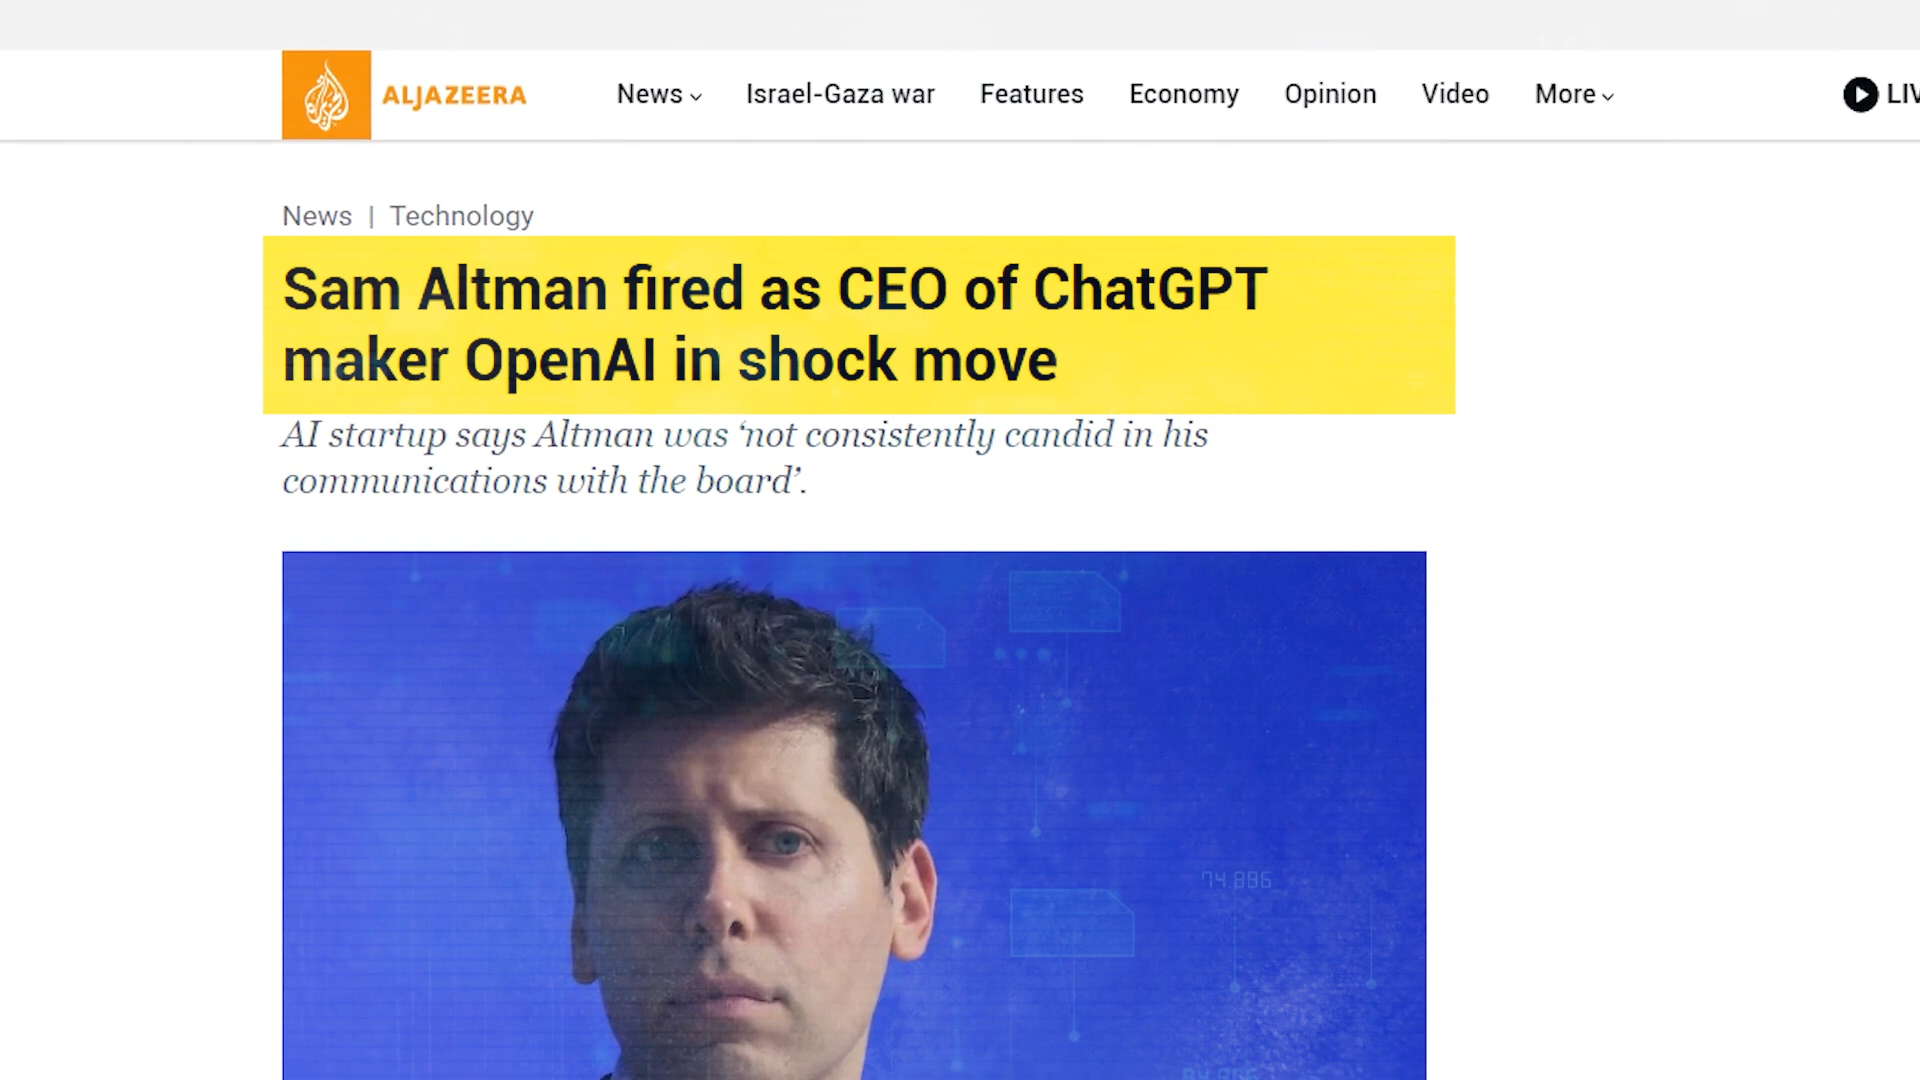 ALJAZEERA
News
Israel-Gaza war
Features
Economy
Opinion
Video
More
News | Technology
Sam Altman fired as CEO of ChatGPT
maker OpenAI in shock move
AI startup says Altman was ‘not consistently candid in his
communications with the board’.
74.886